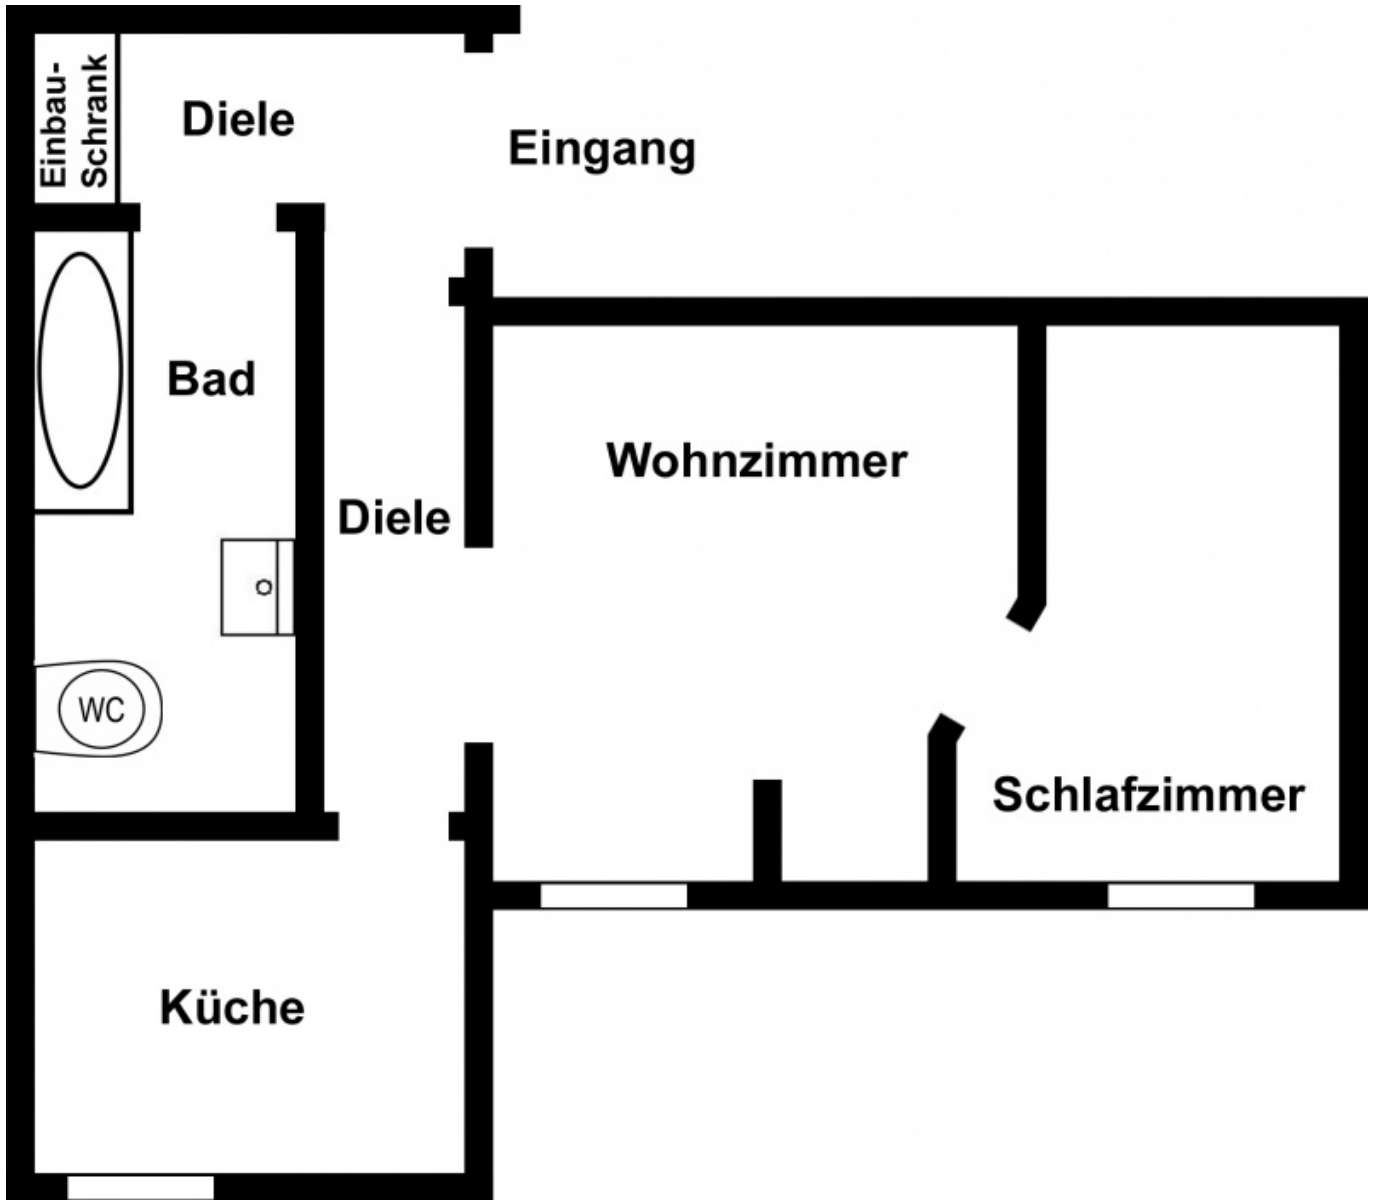 Einbau-
Schrank
Diele
Eingang
Bad
Wohnzimmer
Diele
WC
Schlafzimmer
Küche